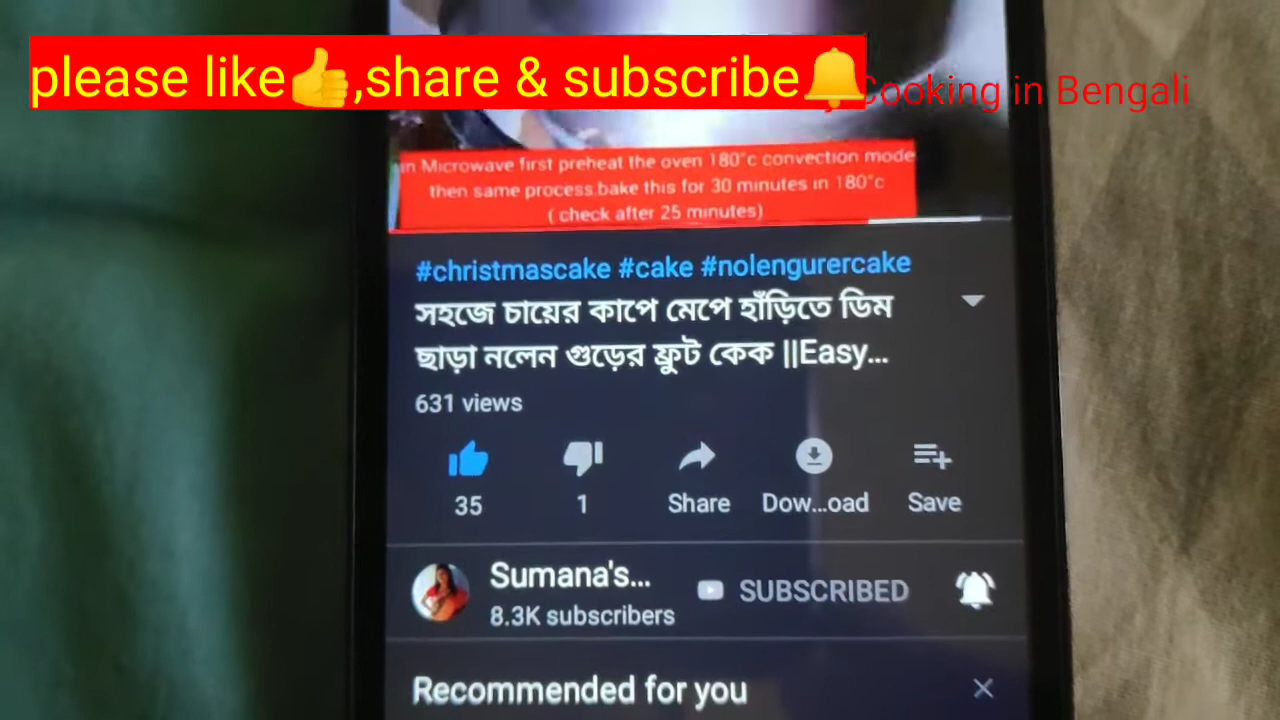 please like👍,share & subscribe🔔
Cooking in Bengali
in Microwave first preheat the oven 180°c convection mode
then same process.bake this for 30 minutes in 180°c
( check after 25 minutes)
#christmascake #cake #nolengurercake
সহজে চায়ের কাপে মেপে হাঁড়িতে ডিম
ছাড়া নলেন গুড়ের ফ্রুট কেক ||Easy...
631 views
35
1
Share
Dow...oad
Save
Sumana's...
8.3K subscribers
SUBSCRIBED
Recommended for you